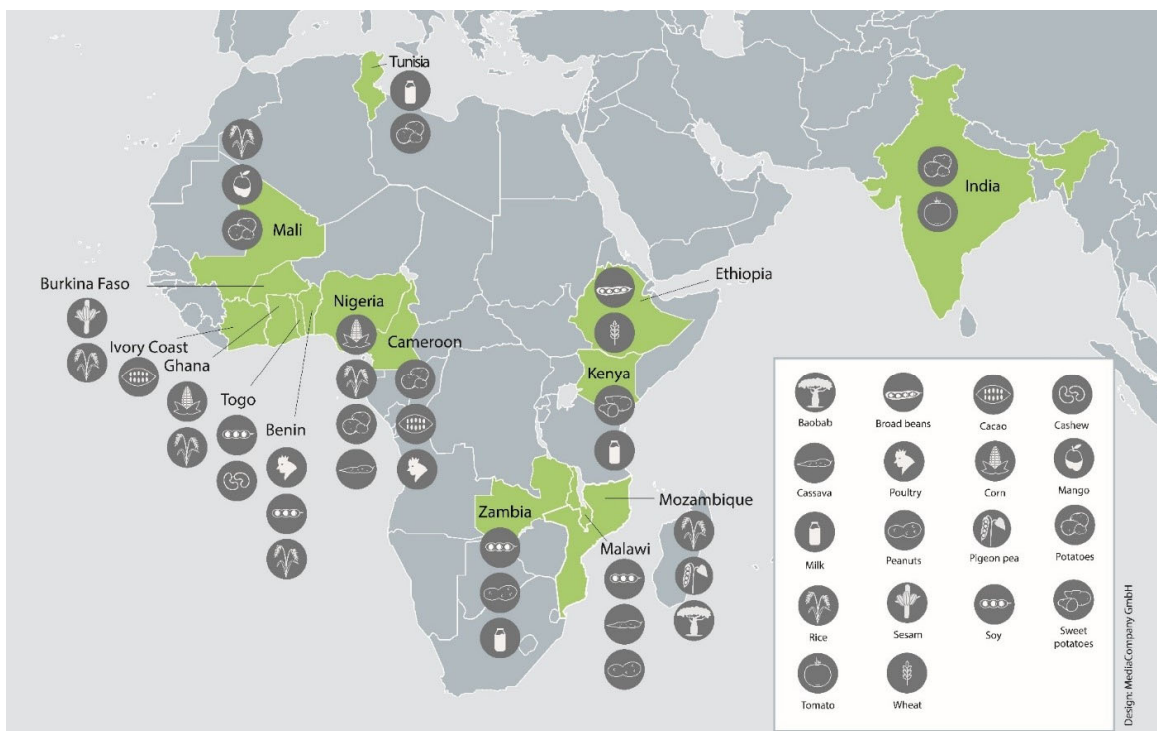 Tunisia
Mali
India
Ethiopia
Burkina Faso
Nigeria
Ivory Coast
Cameroon
Ghana
Kenya
Togo
Benin
Mozambique
Zambia
Malawi
Baobab
Broad beans
Cacao
Cashew
Cassava
Poultry
Corn
Mango
Milk
Peanuts
Pigeon pea
Potatoes
Rice
Sesam
Soy
Sweet
potatoes
Tomato
Wheat
Design: MediaCompany GmbH